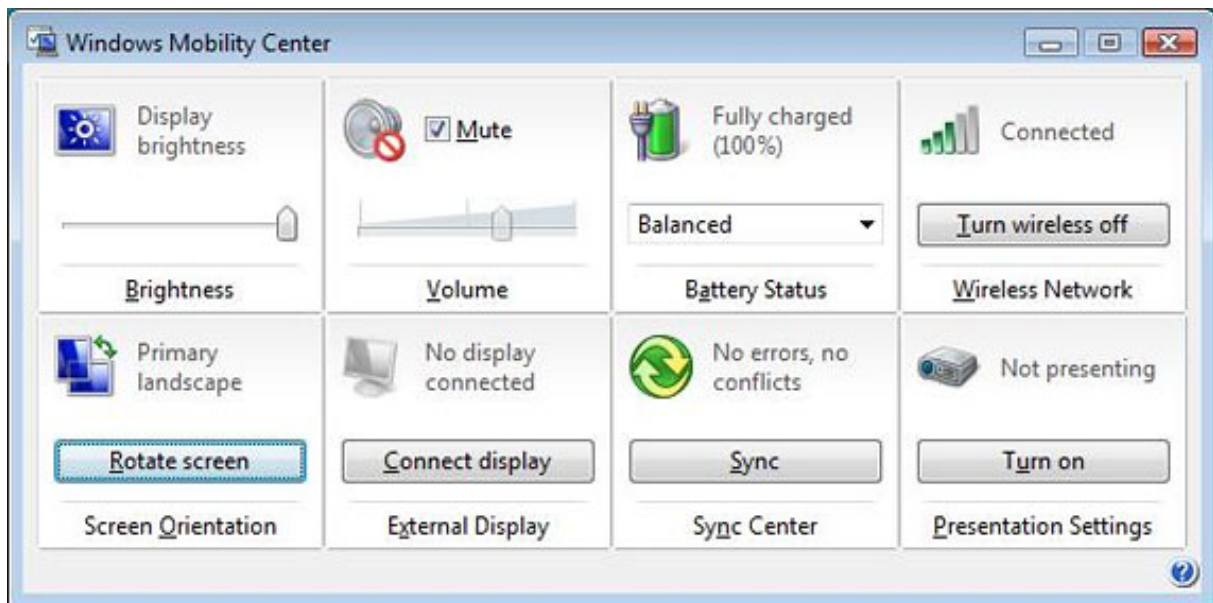 Windows Mobility Center
Display
brightness
Brightness
Mute
Volume
Fully charged
(100%)
Balanced
Battery Status
Connected
Turn wireless off
Wireless Network
Primary
landscape
Rotate screen
Screen Orientation
No display
connected
Connect display
External Display
No errors, no
conflicts
Sync
Sync Center
Not presenting
Turn on
Presentation Settings
?